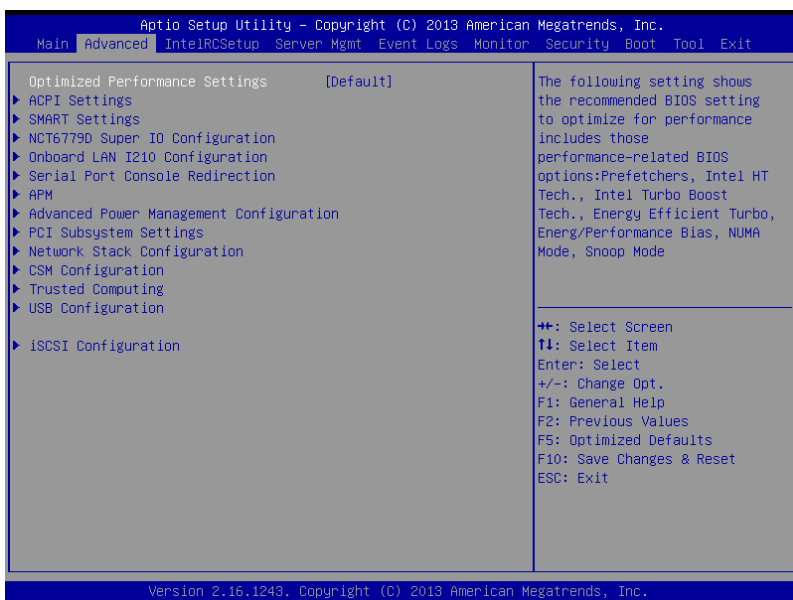 Aptio Setup Utility – Copyright (C) 2013 American Megatrends, Inc.
Main Advanced IntelRCSetup Server Mgmt Event Logs Monitor Security Boot Tool Exit
Optimized Performance Settings [Default]
ACPI Settings
SMART Settings
NCT6779D Super IO Configuration
Onboard LAN I210 Configuration
Serial Port Console Redirection
APM
Advanced Power Management Configuration
PCI Subsystem Settings
Network Stack Configuration
CSM Configuration
Trusted Computing
USB Configuration
iSCSI Configuration
The following setting shows
the recommended BIOS setting
to optimize for performance
includes those
performance-related BIOS
options:Prefetchers, Intel HT
Tech., Intel Turbo Boost
Tech., Energy Efficient Turbo,
Energ/Performance Bias, NUMA
Mode, Snoop Mode
→←: Select Screen
↑↓: Select Item
Enter: Select
+/-: Change Opt.
F1: General Help
F2: Previous Values
F5: Optimized Defaults
F10: Save Changes & Reset
ESC: Exit
Version 2.16.1243. Copyright (C) 2013 American Megatrends, Inc.